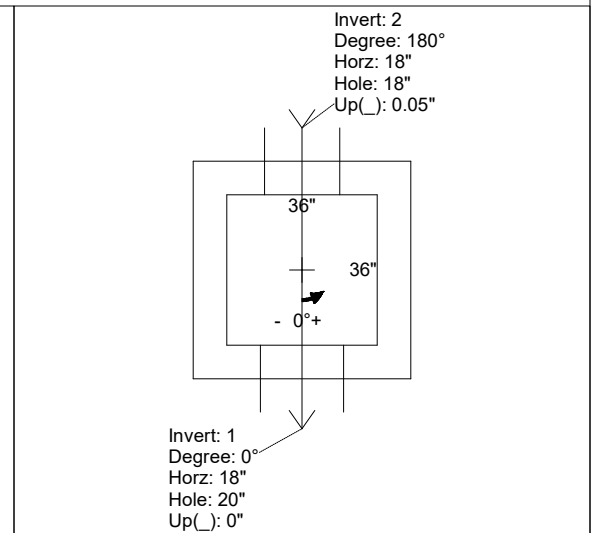 Invert: 2
Degree: 180°
Horz: 18"
Hole: 18"
Up(_): 0.05"
36"
36"
- 0°+
Invert: 1
Degree: 0°
Horz: 18"
Hole: 20"
Up(_): 0"